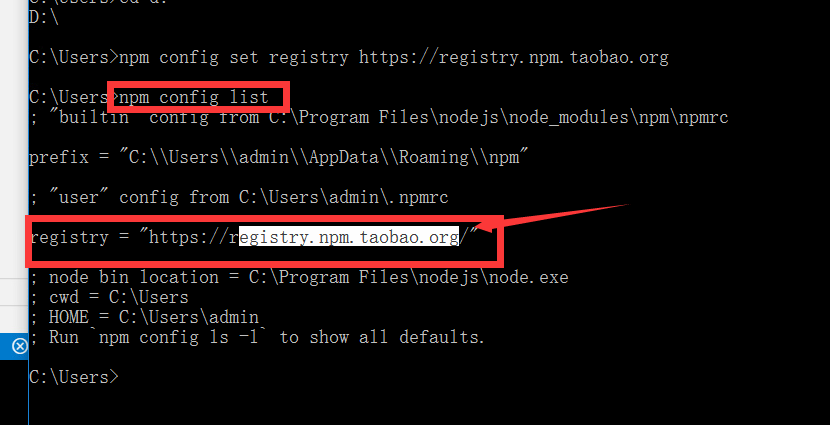 D:\
C:\Users>npm config set registry https://registry.npm.taobao.org
C:\Users>npm config list
; "builtin" config from C:\Program Files\nodejs\node_modules\npm\npmrc
prefix = "C:\\Users\\admin\\AppData\\Roaming\\npm"
; "user" config from C:\Users\admin\.npmrc
registry = "https://registry.npm.taobao.org/"
; node bin location = C:\Program Files\nodejs\node.exe
; cwd = C:\Users
; HOME = C:\Users\admin
; Run `npm config ls -l` to show all defaults.
C:\Users>